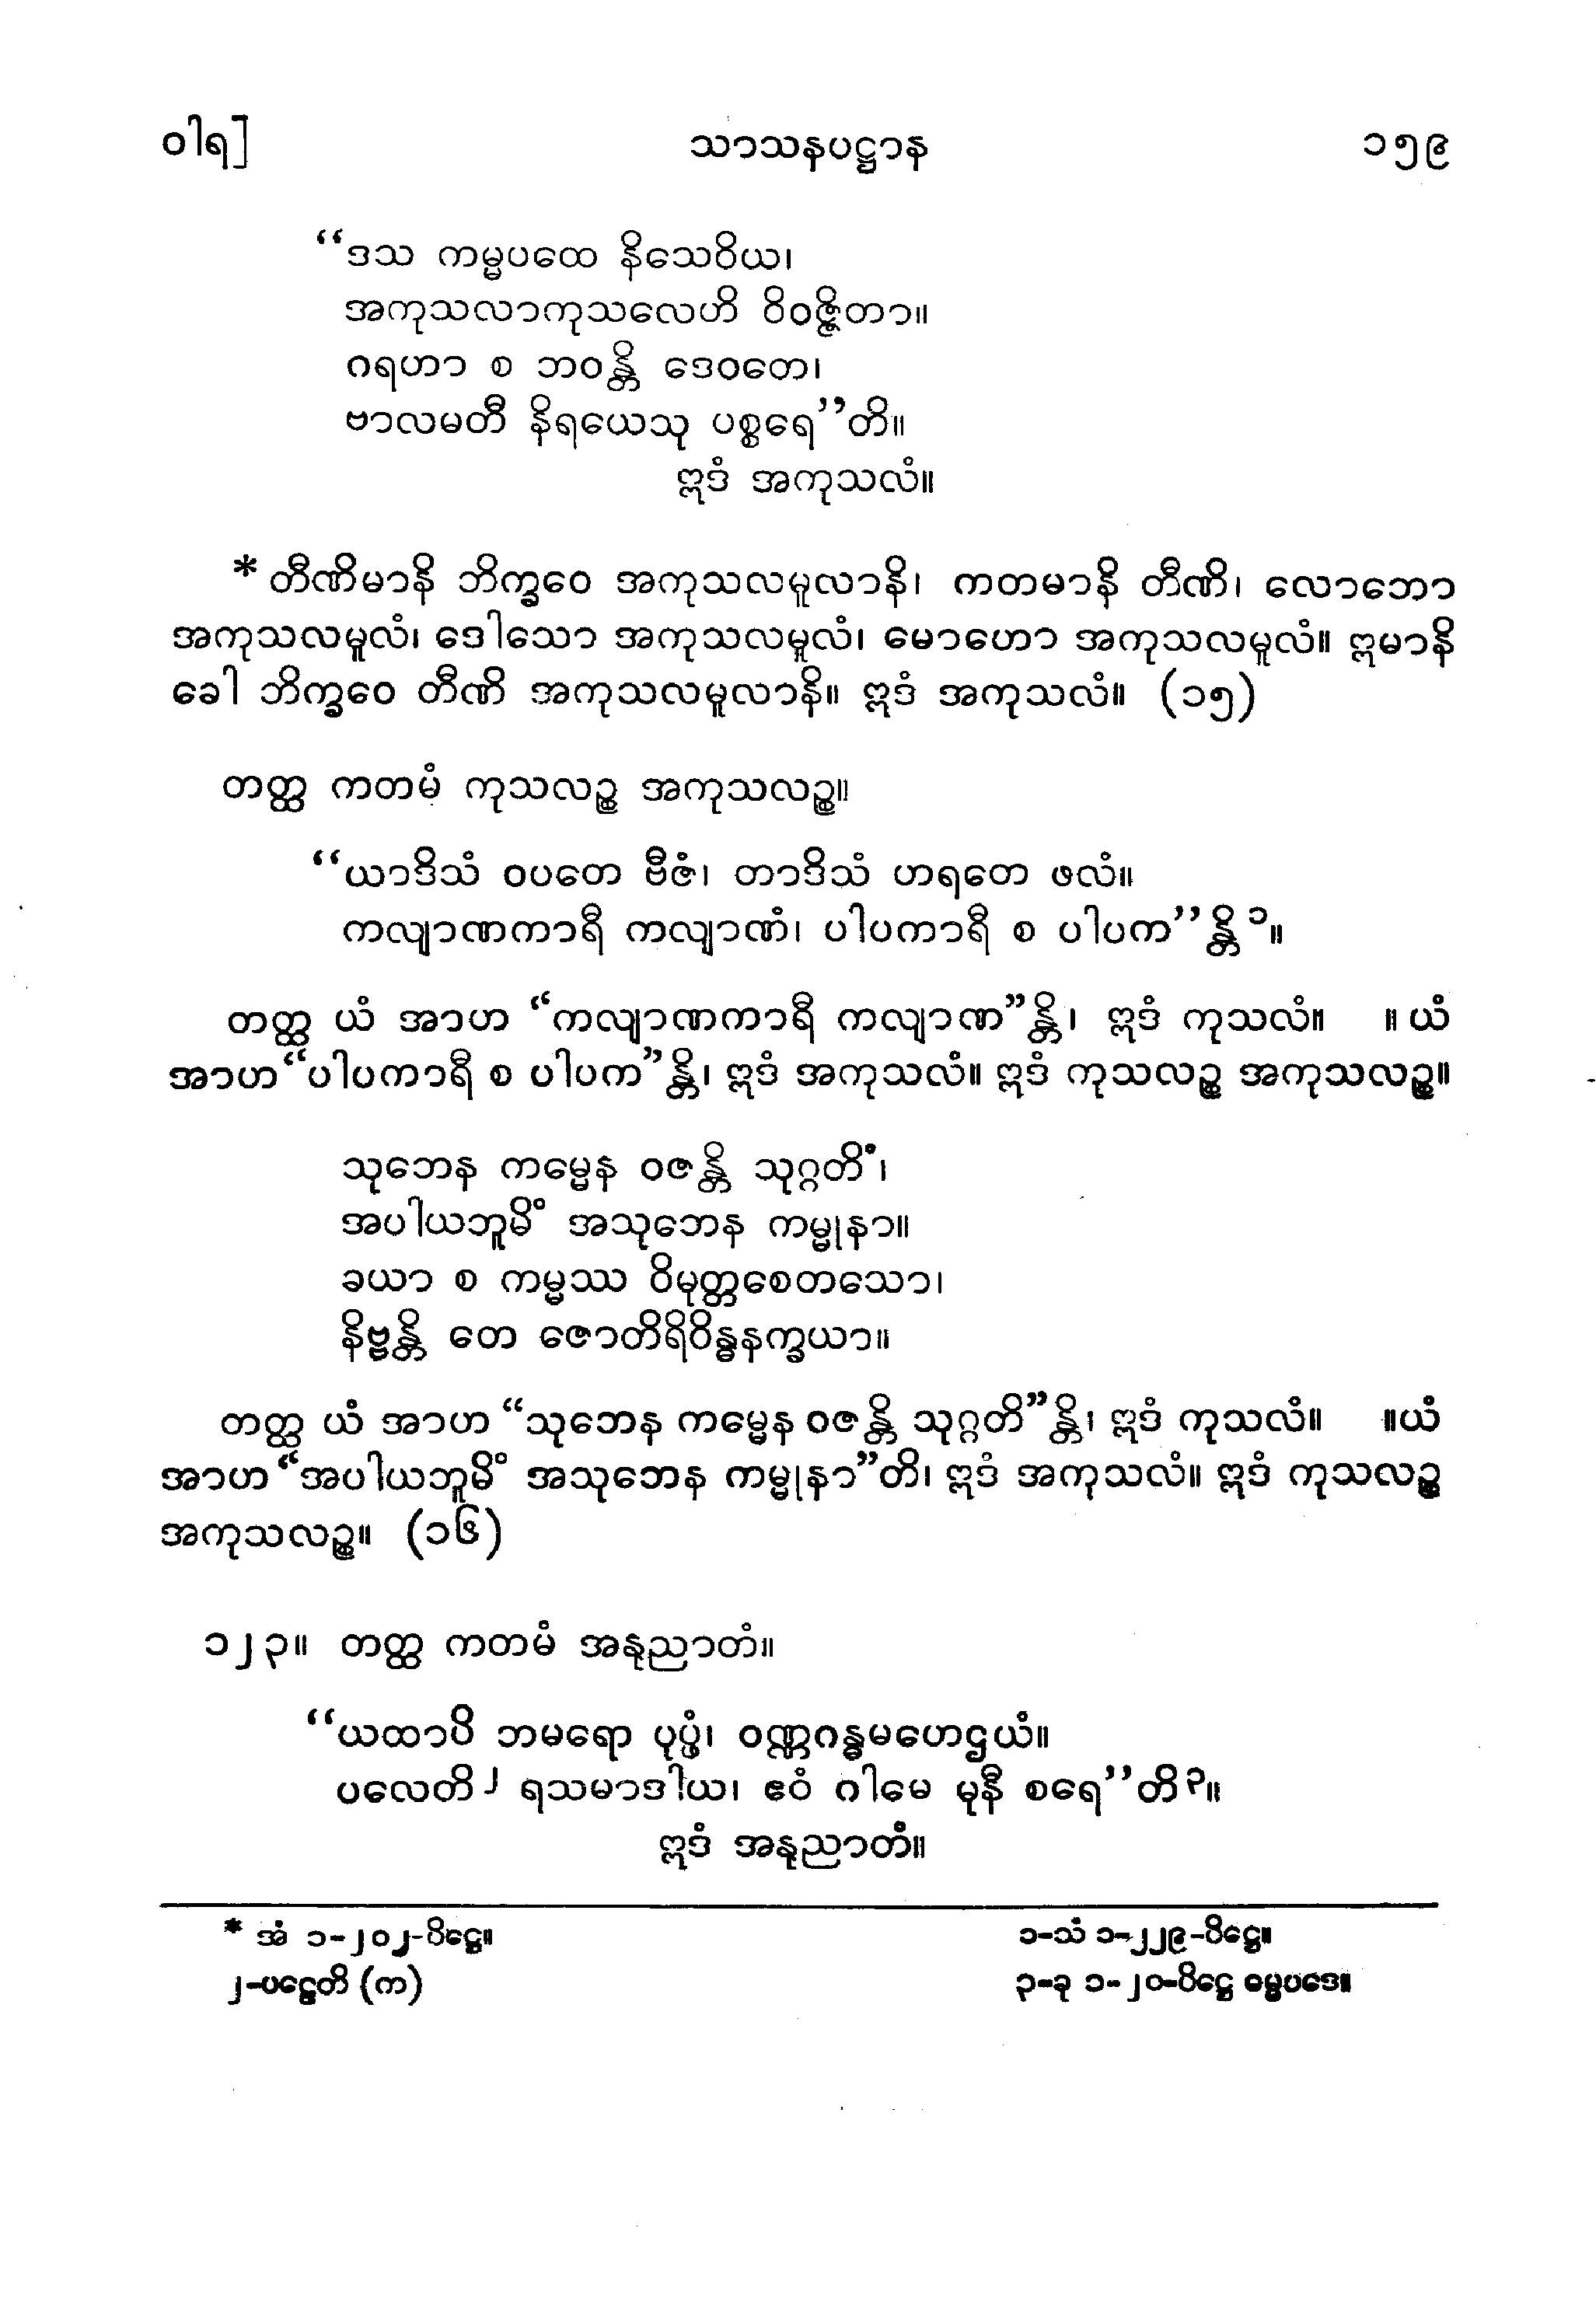 ဝါရ] သာသနပဋ္ဌာန ၁၅၉
“ဒသ ကမ္မပထေ နိသေဝိယ၊
အကုသလာကုသလေဟိ ဝိဝဇ္ဇိတာ။
ဂရဟာ စ ဘဝန္တိ ဒေဝတေ၊
ဗာလမတီ နိရယေသု ပစ္စရေ”တိ။
ဣဒံ အကုသလံ။
* တီဏိမာနိ ဘိက္ခဝေ အကုသလမူလာနိ၊ ကတမာနိ တီဏိ၊ လောဘော
အကုသလမူလံ၊ ဒေါသော အကုသလမူလံ၊ မောဟော အကုသလမူလံ။ ဣမာနိ
ခေါ ဘိက္ခဝေ တီဏိ အကုသလမူလာနိ။ ဣဒံ အကုသလံ။ (၁၅)
တတ္ထ ကတမံ ကုသလဉ္စ အကုသလဉ္စ။
“ယာဒိသံ ဝပတေ ဗီဇံ၊ တာဒိသံ ဟရတေ ဖလံ။
ကလျာဏကာရီ ကလျာဏံ၊ ပါပကာရီ စ ပါပက”န္တိ ၁။
တတ္ထ ယံ အာဟ “ကလျာဏကာရီ ကလျာဏ”န္တိ၊ ဣဒံ ကုသလံ။ ။ ယံ
အာဟ “ပါပကာရီ စ ပါပက”န္တိ၊ ဣဒံ အကုသလံ။ ဣဒံ ကုသလဉ္စ အကုသလဉ္စ။
သုဘေန ကမ္မေန ဝဇန္တိ သုဂ္ဂတိံ၊
အပါယဘူမိံ အသုဘေန ကမ္မုနာ။
ခယာ စ ကမ္မဿ ဝိမုတ္တစေတသော၊
နိဗ္ဗန္တိ တေ ဇောတိရိဝိန္ဓနက္ခယာ။
တတ္ထ ယံ အာဟ “သုဘေန ကမ္မေန ဝဇန္တိ သုဂ္ဂတိ”န္တိ၊ ဣဒံ ကုသလံ။ ။ယံ
အာဟ “အပါယဘူမိံ အသုဘေန ကမ္မုနာ”တိ၊ ဣဒံ အကုသလံ။ ဣဒံ ကုသလဉ္စ
အကုသလဉ္စ။ (၁၆)
၁၂၃။ တတ္ထ ကတမံ အနုညာတံ။
“ယထာပိ ဘမရော ပုပ္ဖံ၊ ဝဏ္ဏဂန္ဓမဟေဌယံ။
ပလေတိ ၂ ရသမာဒါယ၊ ဧဝံ ဂါမေ မုနီ စရေ”တိ ၃။
ဣဒံ အနုညာတံ။
* အံ ၁-၂၀၂-ပိဋ္ဌေ။ ၁-သံ ၁-၂၂၉-ပိဋ္ဌေ။
၂-ပဋေတိ (က) ၃-ခု ၁-၂၀-ပိဋ္ဌေ ဓမ္မပဒေ။